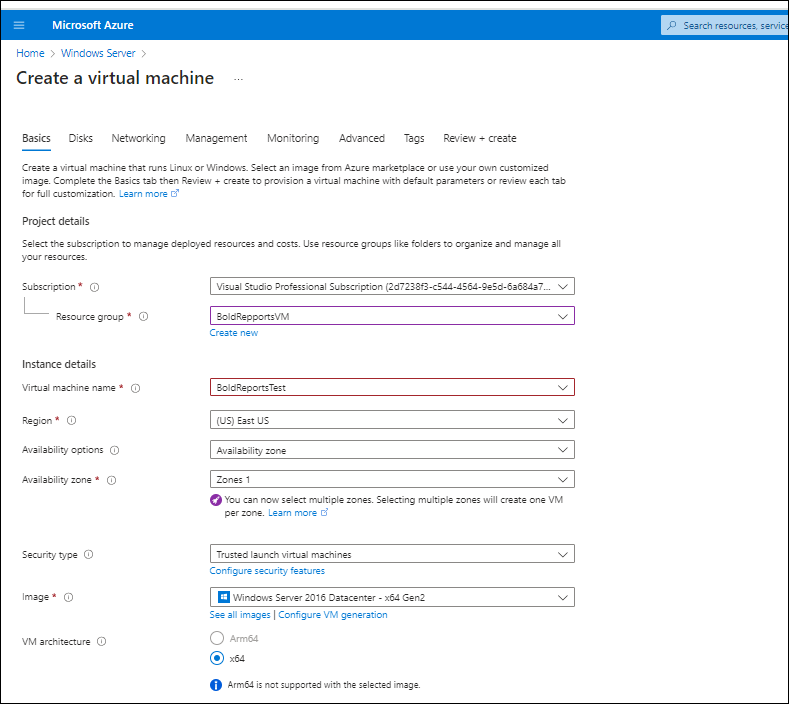 Microsoft Azure
Search resources, service
Home > Windows Server >
Create a virtual machine ...
Basics Disks Networking Management Monitoring Advanced Tags Review + create
Create a virtual machine that runs Linux or Windows. Select an image from Azure marketplace or use your own customized
image. Complete the Basics tab then Review + create to provision a virtual machine with default parameters or review each tab
for full customization. Learn more
Project details
Select the subscription to manage deployed resources and costs. Use resource groups like folders to organize and manage all
your resources.
Subscription * Visual Studio Professional Subscription (2d7238f3-c544-4564-9e5d-6a684a7...
Resource group * BoldRepportsVM
Create new
Instance details
Virtual machine name * BoldReportsTest
Region * (US) East US
Availability options Availability zone
Availability zone * Zones 1
You can now select multiple zones. Selecting multiple zones will create one VM
per zone. Learn more
Security type Trusted launch virtual machines
Configure security features
Image * Windows Server 2016 Datacenter - x64 Gen2
See all images | Configure VM generation
VM architecture Arm64
x64
Arm64 is not supported with the selected image.